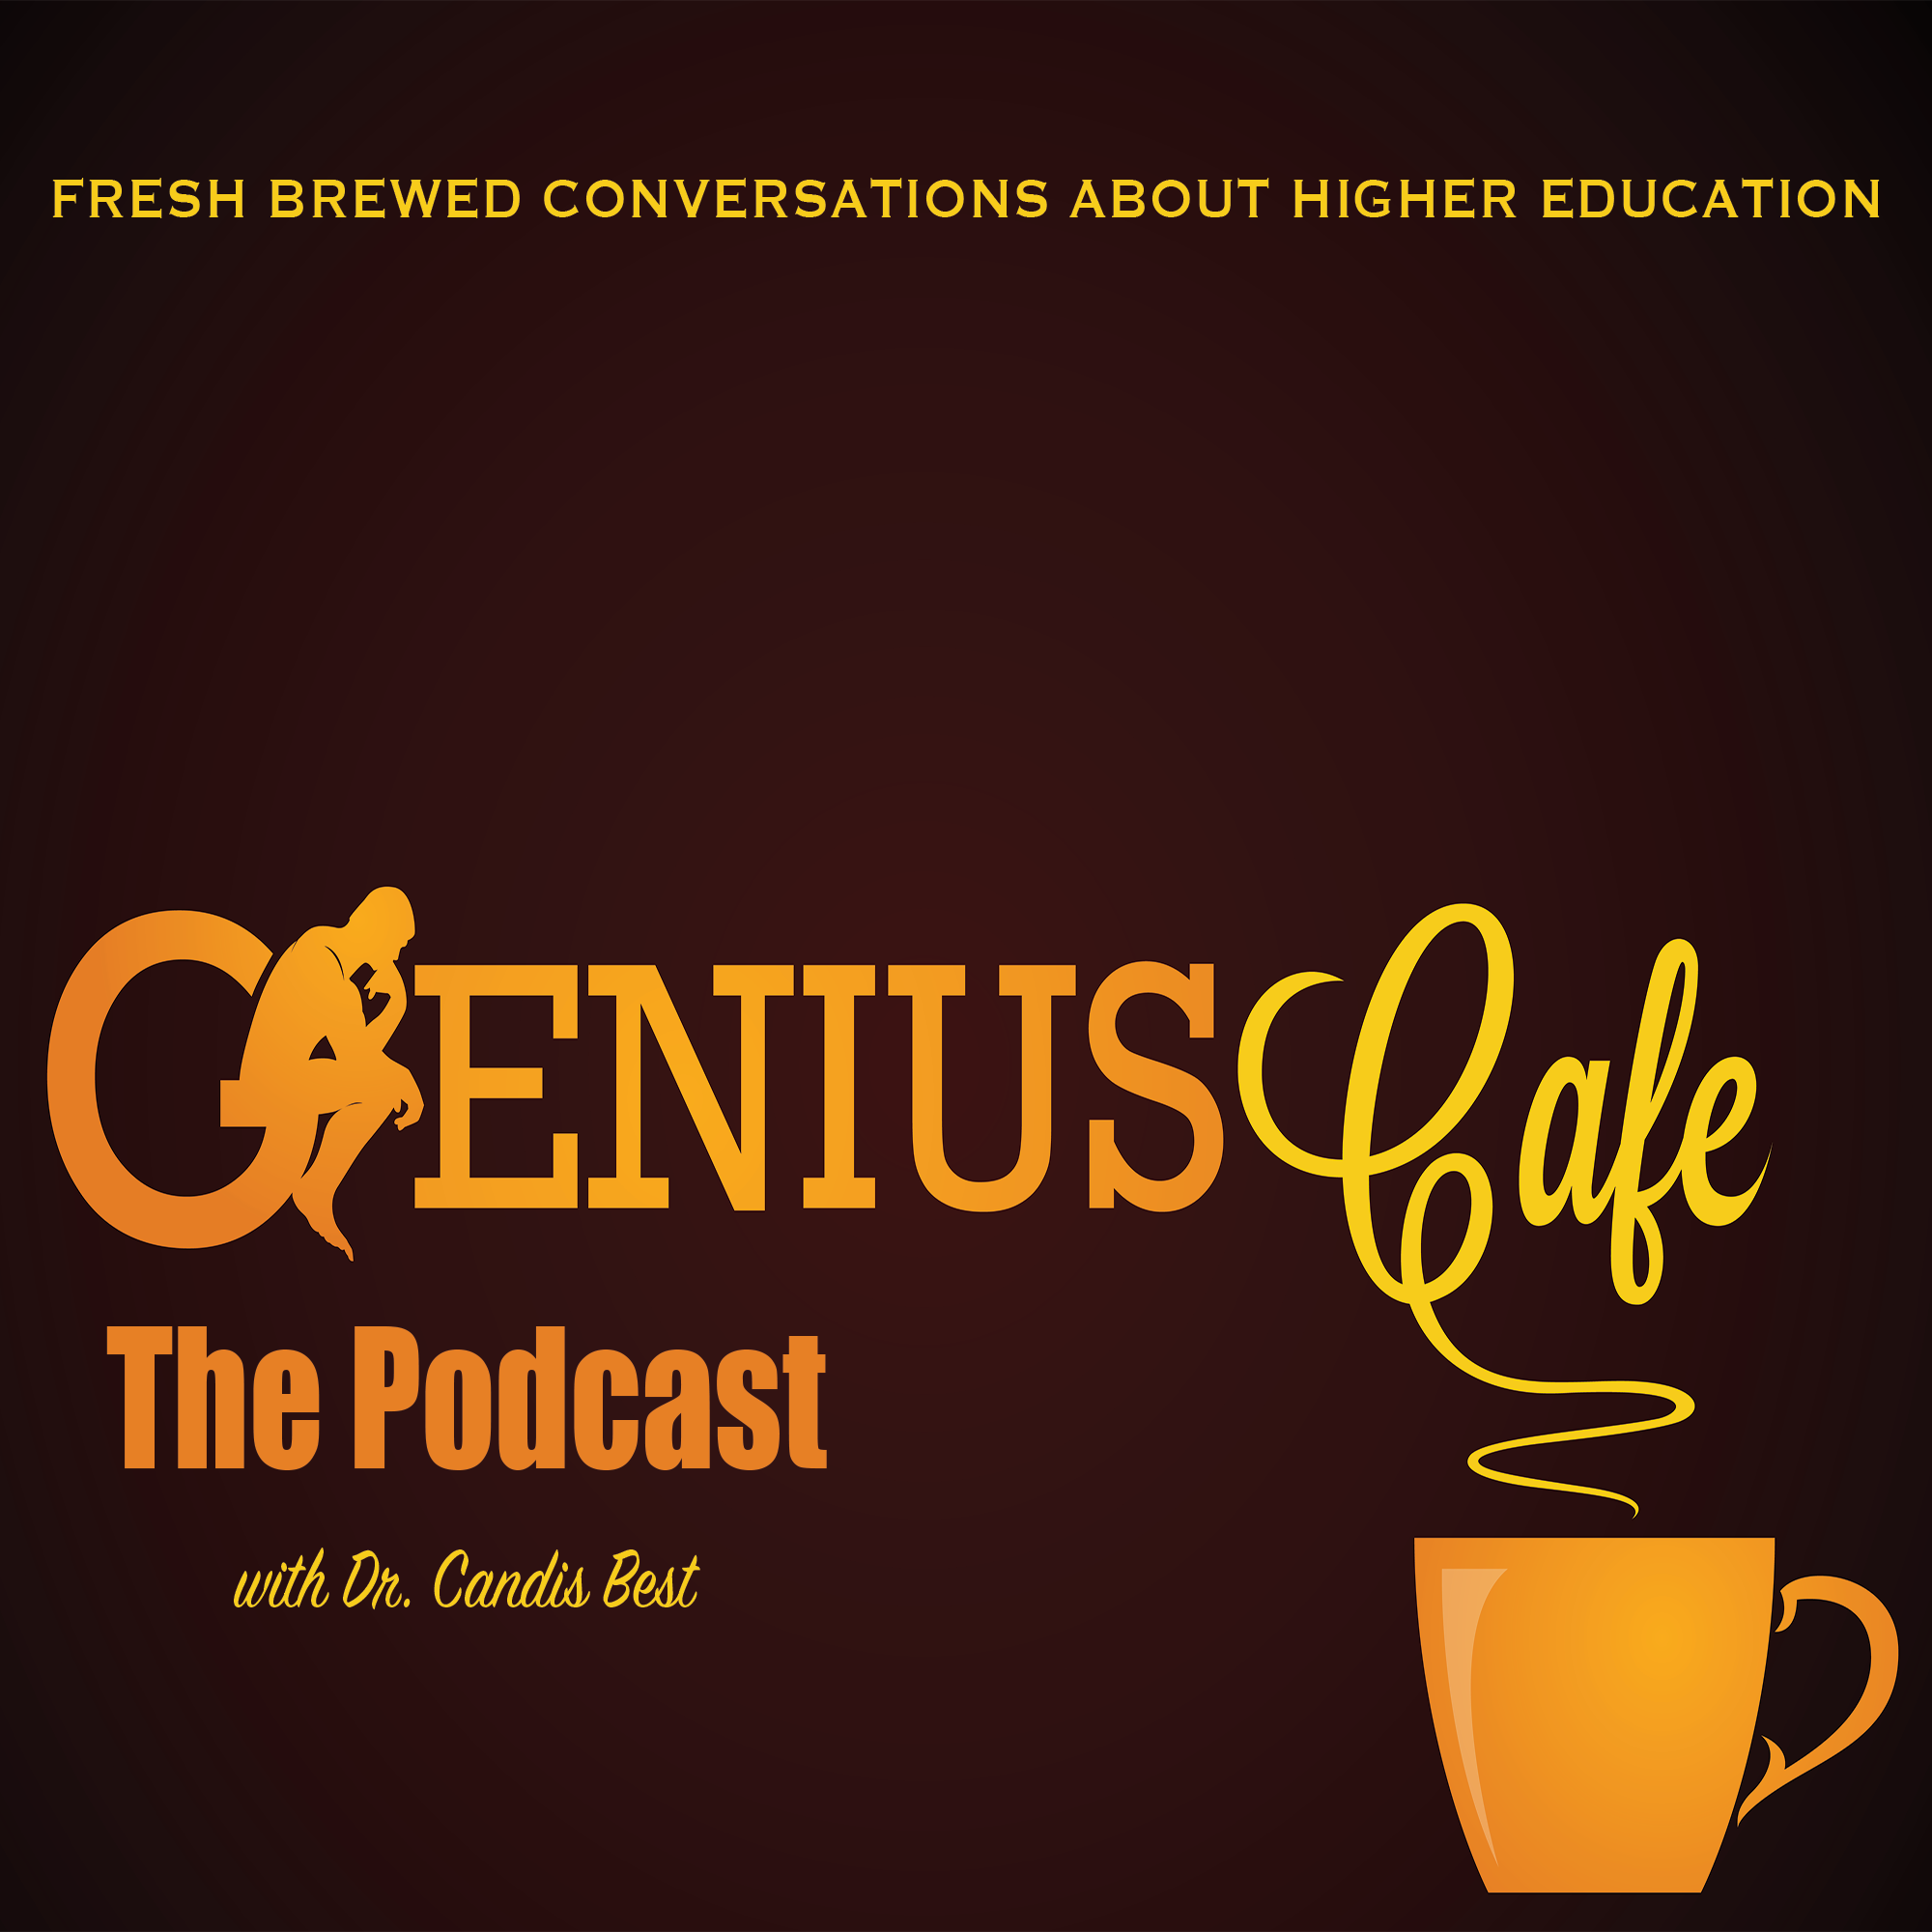 FRESH BREWED CONVERSATIONS ABOUT HIGHER EDUCATION
GENIUS Cafe
The Podcast
with Dr. Candis Best